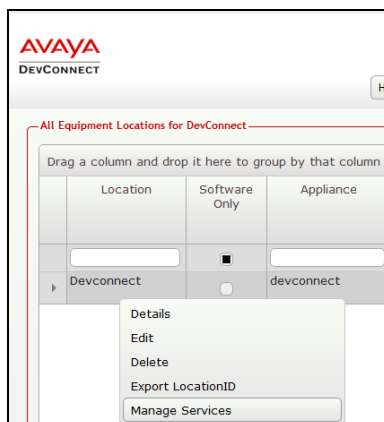 AVAYA
DEVCONNECT
H
All Equipment Locations for DevConnect
Drag a column and drop it here to group by that column
Location Software Only Appliance
Devconnect devconnect
Details
Edit
Delete
Export LocationID
Manage Services